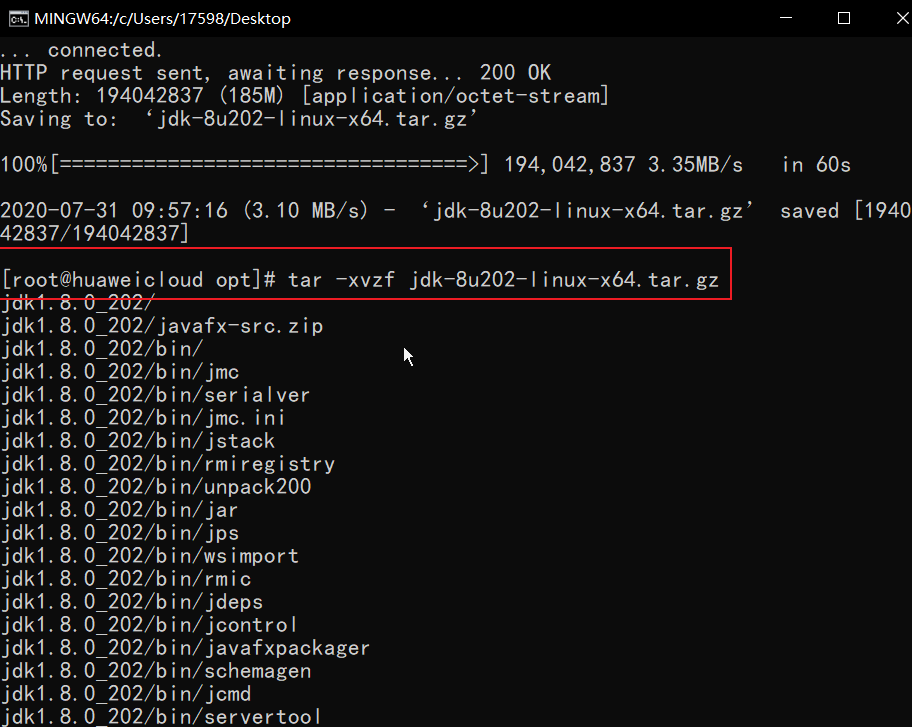 MINGW64:/c/Users/17598/Desktop
... connected.
HTTP request sent, awaiting response... 200 OK
Length: 194042837 (185M) [application/octet-stream]
Saving to: ‘jdk-8u202-linux-x64.tar.gz’
100%[==================================>] 194,042,837 3.35MB/s   in 60s
2020-07-31 09:57:16 (3.10 MB/s) - ‘jdk-8u202-linux-x64.tar.gz’ saved [1940
42837/194042837]
[root@huaweicloud opt]# tar -xvzf jdk-8u202-linux-x64.tar.gz
jdk1.8.0_202/
jdk1.8.0_202/javafx-src.zip
jdk1.8.0_202/bin/
jdk1.8.0_202/bin/jmc
jdk1.8.0_202/bin/serialver
jdk1.8.0_202/bin/jmc.ini
jdk1.8.0_202/bin/jstack
jdk1.8.0_202/bin/rmiregistry
jdk1.8.0_202/bin/unpack200
jdk1.8.0_202/bin/jar
jdk1.8.0_202/bin/jps
jdk1.8.0_202/bin/wsimport
jdk1.8.0_202/bin/rmic
jdk1.8.0_202/bin/jdeps
jdk1.8.0_202/bin/jcontrol
jdk1.8.0_202/bin/javafxpackager
jdk1.8.0_202/bin/schemagen
jdk1.8.0_202/bin/jcmd
jdk1.8.0_202/bin/servertool